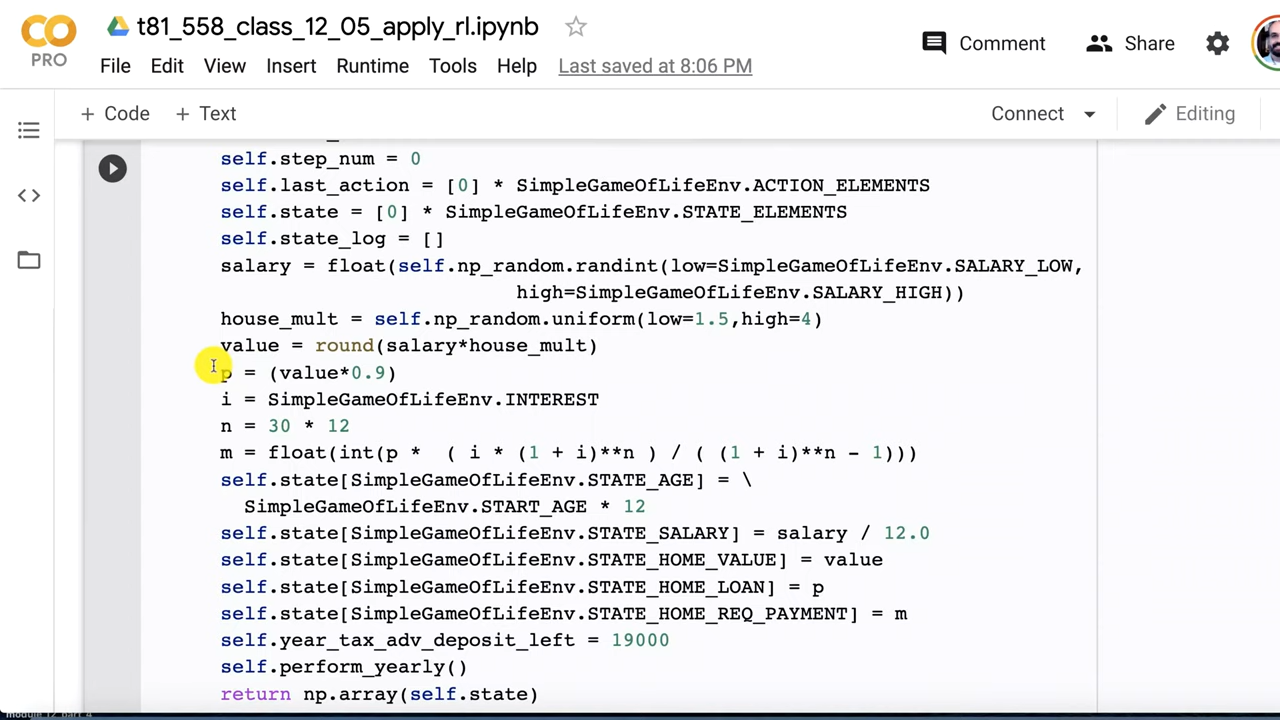 t81_558_class_12_05_apply_rl.ipynb
PRO
File Edit View Insert Runtime Tools Help Last saved at 8:06 PM
Comment Share
+ Code + Text
Connect Editing
self.step_num = 0
self.last_action = [0] * SimpleGameOfLifeEnv.ACTION_ELEMENTS
self.state = [0] * SimpleGameOfLifeEnv.STATE_ELEMENTS
self.state_log = []
salary = float(self.np_random.randint(low=SimpleGameOfLifeEnv.SALARY_LOW,
high=SimpleGameOfLifeEnv.SALARY_HIGH))
house_mult = self.np_random.uniform(low=1.5,high=4)
value = round(salary*house_mult)
p = (value*0.9)
i = SimpleGameOfLifeEnv.INTEREST
n = 30 * 12
m = float(int(p *  ( i * (1 + i)**n ) / ( (1 + i)**n - 1)))
self.state[SimpleGameOfLifeEnv.STATE_AGE] = \
SimpleGameOfLifeEnv.START_AGE * 12
self.state[SimpleGameOfLifeEnv.STATE_SALARY] = salary / 12.0
self.state[SimpleGameOfLifeEnv.STATE_HOME_VALUE] = value
self.state[SimpleGameOfLifeEnv.STATE_HOME_LOAN] = p
self.state[SimpleGameOfLifeEnv.STATE_HOME_REQ_PAYMENT] = m
self.year_tax_adv_deposit_left = 19000
self.perform_yearly()
return np.array(self.state)